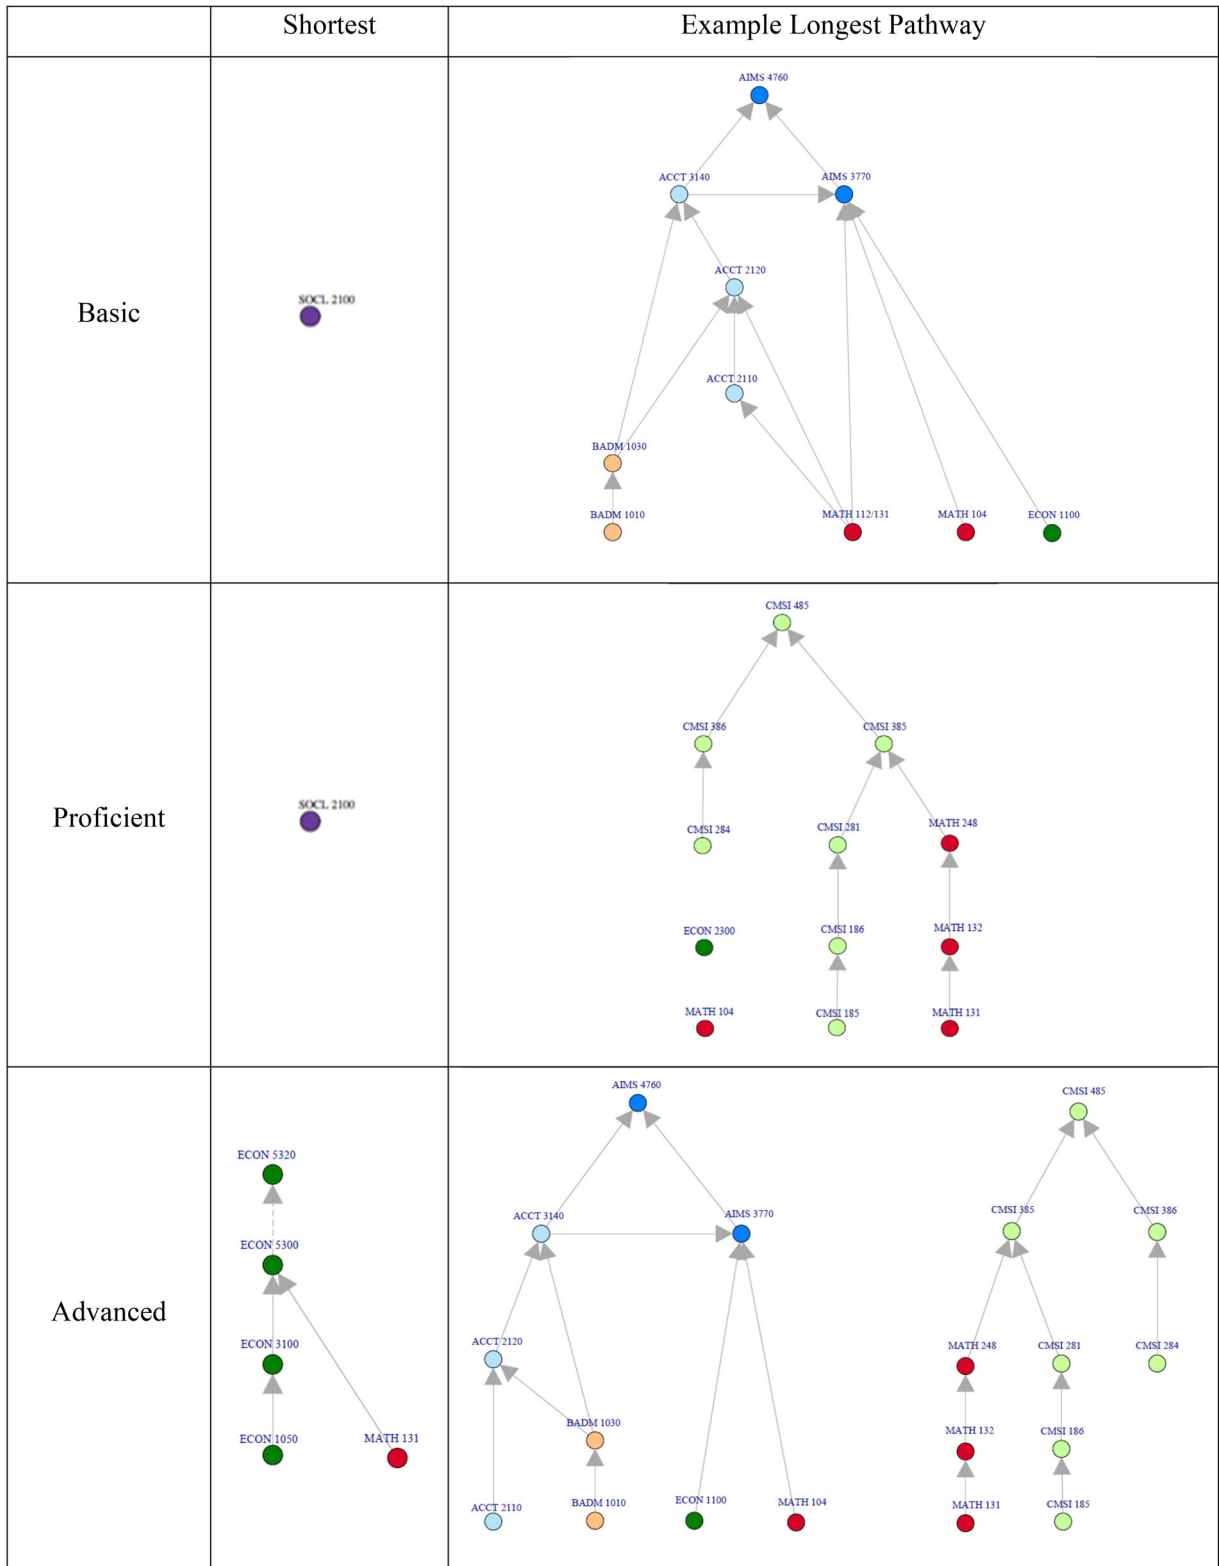 Shortest
Example Longest Pathway
Basic
SOCL 2100
AIMS 4760
ACCT 3140
AIMS 3770
ACCT 2120
ACCT 2110
BADM 1030
BADM 1010
MATH 112/131
MATH 104
ECON 1100
Proficient
SOCL 2100
CMSI 485
CMSI 386
CMSI 385
CMSI 284
CMSI 281
MATH 248
ECON 2300
CMSI 186
MATH 132
MATH 104
CMSI 185
MATH 131
Advanced
ECON 5320
ECON 5300
ECON 3100
ECON 1050
MATH 131
AIMS 4760
ACCT 3140
AIMS 3770
ACCT 2120
BADM 1030
ACCT 2110
BADM 1010
ECON 1100
MATH 104
CMSI 485
CMSI 385
CMSI 386
MATH 248
CMSI 281
CMSI 284
MATH 132
CMSI 186
MATH 131
CMSI 185